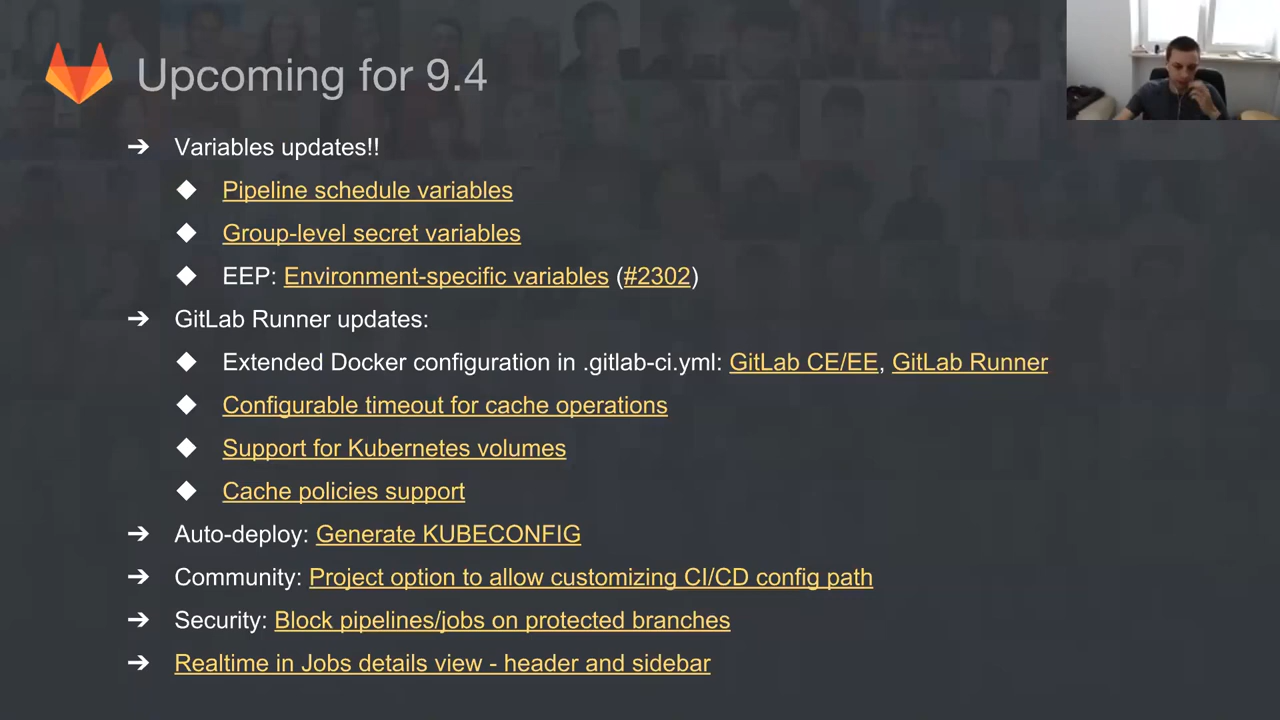 Upcoming for 9.4
➔ Variables updates!!
◆ Pipeline schedule variables
◆ Group-level secret variables
◆ EEP: Environment-specific variables (#2302)
➔ GitLab Runner updates:
◆ Extended Docker configuration in .gitlab-ci.yml: GitLab CE/EE, GitLab Runner
◆ Configurable timeout for cache operations
◆ Support for Kubernetes volumes
◆ Cache policies support
➔ Auto-deploy: Generate KUBECONFIG
➔ Community: Project option to allow customizing CI/CD config path
➔ Security: Block pipelines/jobs on protected branches
➔ Realtime in Jobs details view - header and sidebar